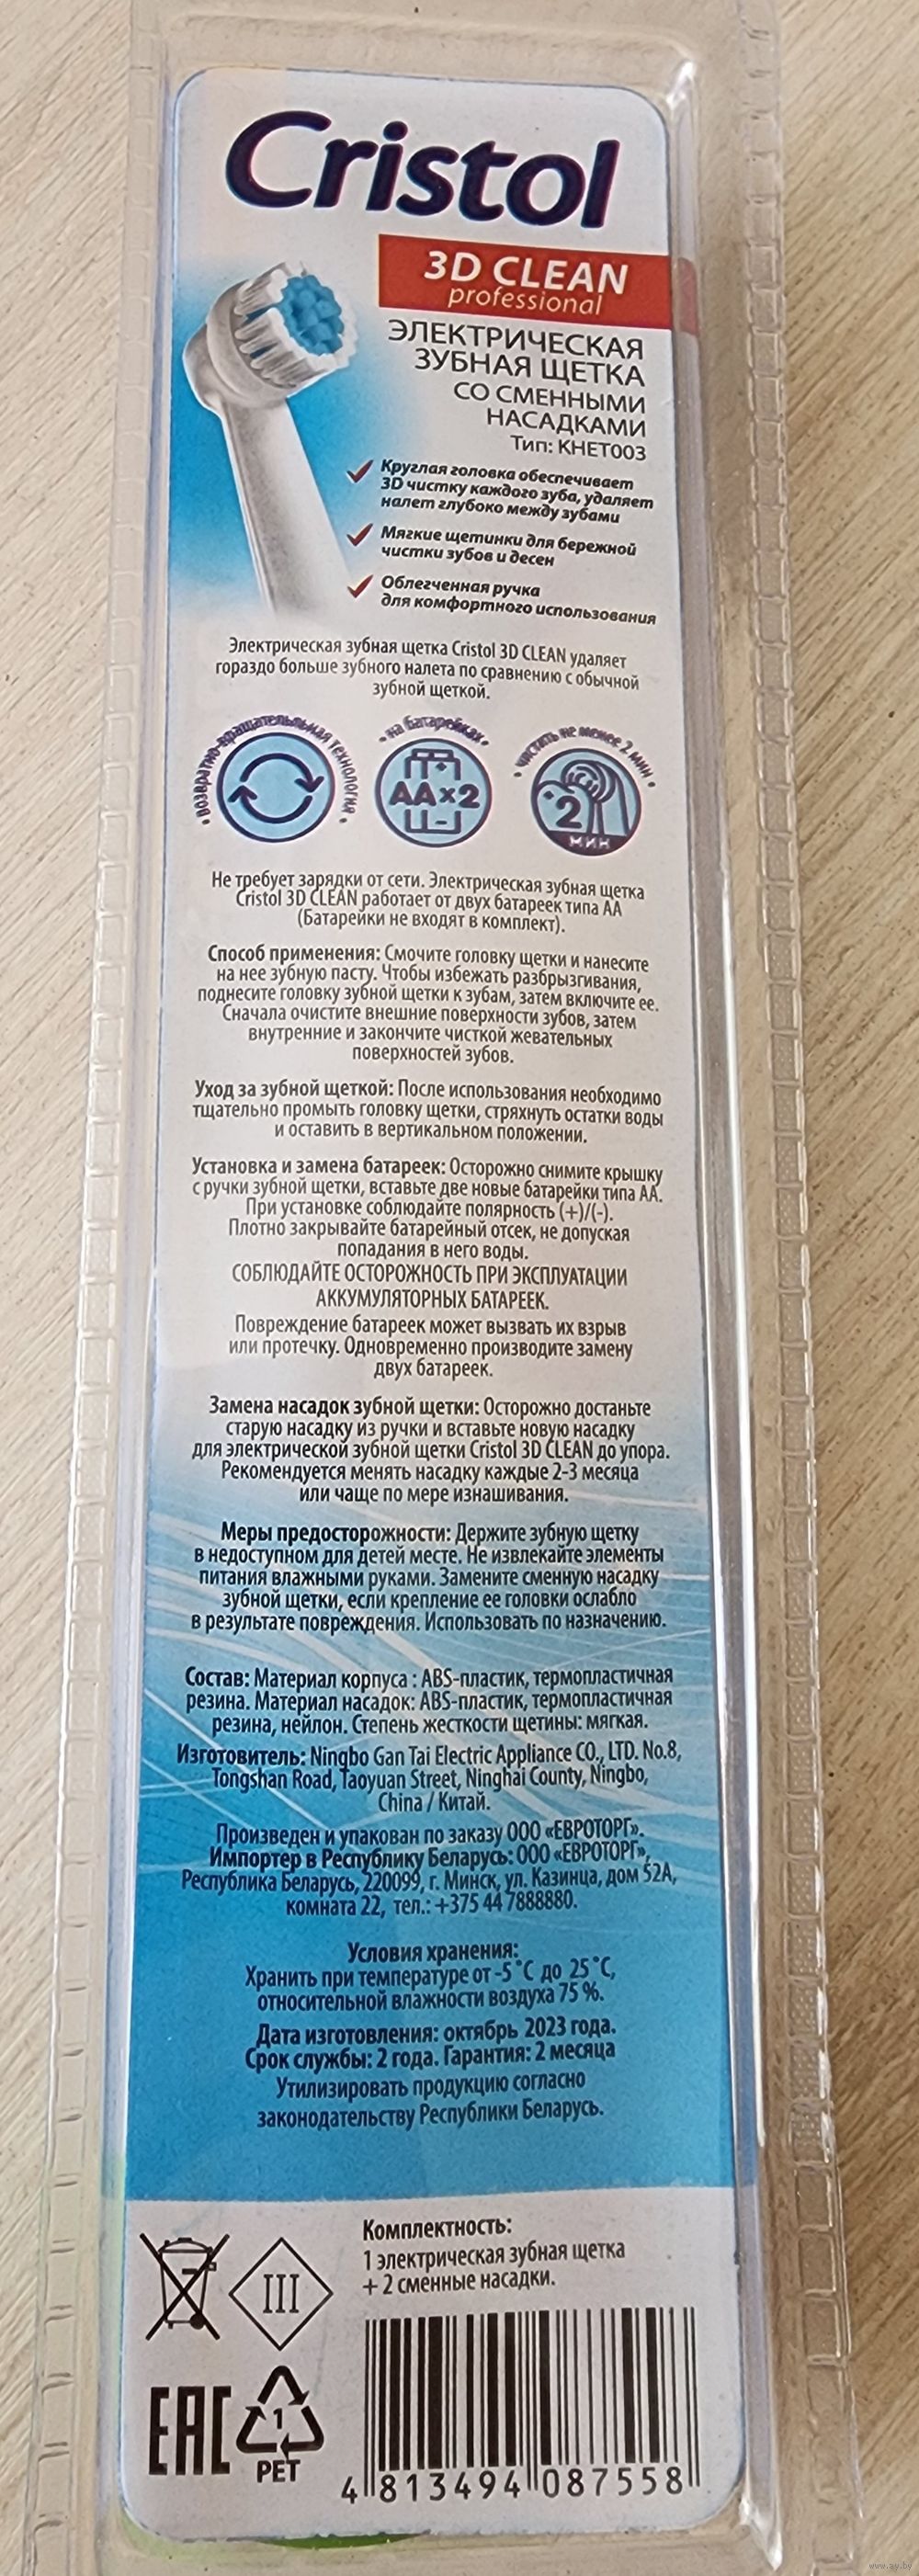 Cristol
3D CLEAN
professional
ЭЛЕКТРИЧЕСКАЯ
ЗУБНАЯ ЩЕТКА
СО СМЕННЫМИ
НАСАДКАМИ
Тип: КНЕТ003
Круглая головка обеспечивает
3D чистку каждого зуба, удаляет
налет глубоко между зубами
Мягкие щетинки для бережной
чистки зубов и десен
Облегченная ручка
для комфортного использования
Электрическая зубная щетка Cristol 3D CLEAN удаляет
гораздо больше зубного налета по сравнению с обычной
зубной щеткой.
• возвратно-вращательная технология •
• на батарейках •
• чистить не менее 2 мин •
AA×2
+
-
2
МИН
Не требует зарядки от сети. Электрическая зубная щетка
Cristol 3D CLEAN работает от двух батареек типа АА
(Батарейки не входят в комплект).
Способ применения: Смочите головку щетки и нанесите
на нее зубную пасту. Чтобы избежать разбрызгивания,
поднесите головку зубной щетки к зубам, затем включите ее.
Сначала очистите внешние поверхности зубов, затем
внутренние и закончите чисткой жевательных
поверхностей зубов.
Уход за зубной щеткой: После использования необходимо
тщательно промыть головку щетки, стряхнуть остатки воды
и оставить в вертикальном положении.
Установка и замена батареек: Осторожно снимите крышку
с ручки зубной щетки, вставьте две новые батарейки типа АА.
При установке соблюдайте полярность (+)/(-).
Плотно закрывайте батарейный отсек, не допуская
попадания в него воды.
СОБЛЮДАЙТЕ ОСТОРОЖНОСТЬ ПРИ ЭКСПЛУАТАЦИИ
АККУМУЛЯТОРНЫХ БАТАРЕЕК.
Повреждение батареек может вызвать их взрыв
или протечку. Одновременно производите замену
двух батареек.
Замена насадок зубной щетки: Осторожно достаньте
старую насадку из ручки и вставьте новую насадку
для электрической зубной щетки Cristol 3D CLEAN до упора.
Рекомендуется менять насадку каждые 2-3 месяца
или чаще по мере изнашивания.
Меры предосторожности: Держите зубную щетку
в недоступном для детей месте. Не извлекайте элементы
питания влажными руками. Замените сменную насадку
зубной щетки, если крепление ее головки ослабло
в результате повреждения. Использовать по назначению.
Состав: Материал корпуса : ABS-пластик, термопластичная
резина. Материал насадок: ABS-пластик, термопластичная
резина, нейлон. Степень жесткости щетины: мягкая.
Изготовитель: Ningbo Gan Tai Electric Appliance CO., LTD. No.8,
Tongshan Road, Taoyuan Street, Ninghai County, Ningbo,
China / Китай.
Произведен и упакован по заказу ООО «ЕВРОТОРГ».
Импортер в Республику Беларусь: ООО «ЕВРОТОРГ»,
Республика Беларусь, 220099, г. Минск, ул. Казинца, дом 52А,
комната 22, тел.: +375 44 7888880.
Условия хранения:
Хранить при температуре от -5 °С до 25 °С,
относительной влажности воздуха 75 %.
Дата изготовления: октябрь 2023 года.
Срок службы: 2 года. Гарантия: 2 месяца
Утилизировать продукцию согласно
законодательству Республики Беларусь.
Комплектность:
1 электрическая зубная щетка
+ 2 сменные насадки.
III
EAC
1
PET
4 813494 087558
www.ay.by